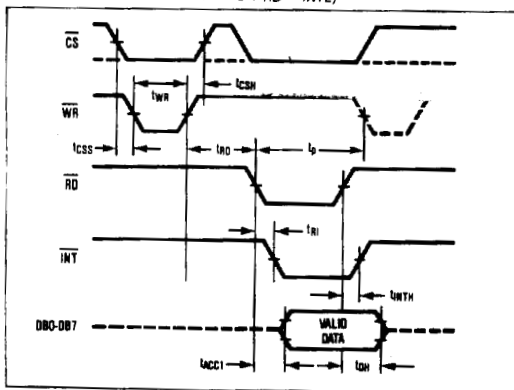 CS
tWR
tCSH
WR
tCSS
tRD
tP
RD
tRI
INT
tINTH
DB0-DB7
VALID
DATA
tACC1
tDH